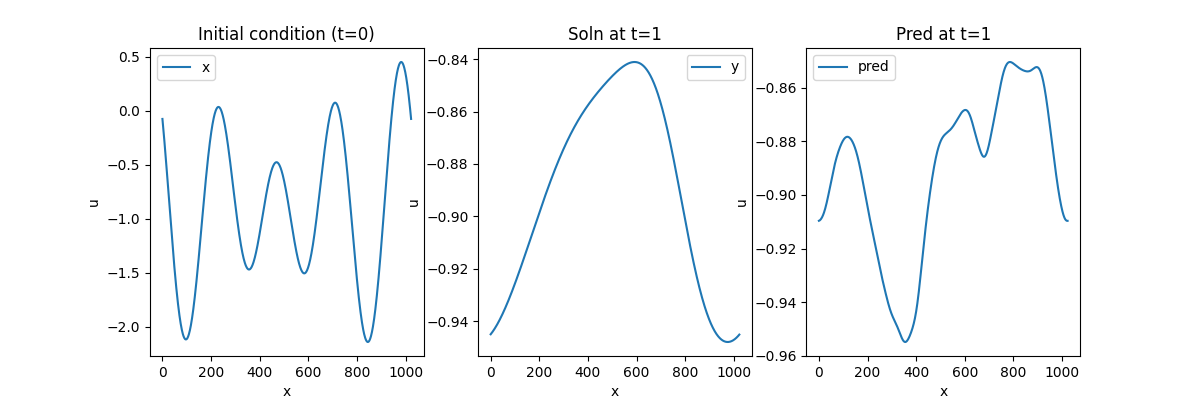 Initial condition (t=0)
x
u
0.5
0.0
−0.5
−1.0
−1.5
−2.0
0 200 400 600 800 1000
x
Soln at t=1
y
u
−0.84
−0.86
−0.88
−0.90
−0.92
−0.94
0 200 400 600 800 1000
x
Pred at t=1
pred
u
−0.86
−0.88
−0.90
−0.92
−0.94
−0.96
0 200 400 600 800 1000
x